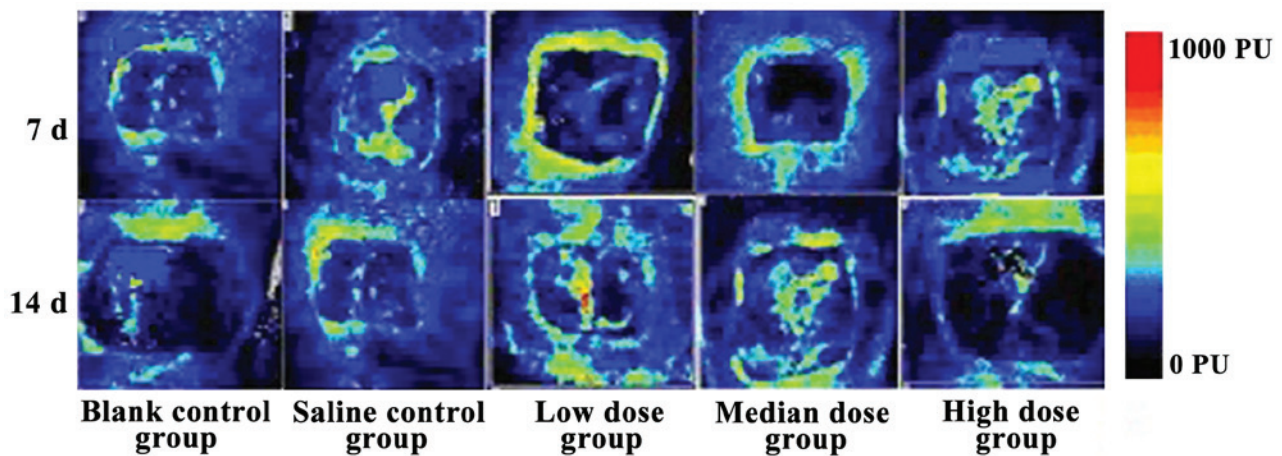 1000 PU
7 d
14 d
0 PU
Blank control group
Saline control group
Low dose group
Median dose group
High dose group